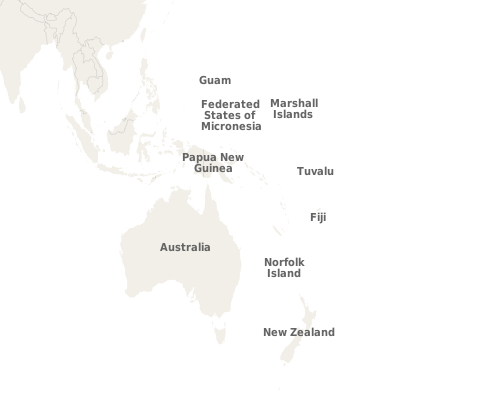 Guam
Federated
States of
Micronesia
Marshall
Islands
Papua New
Guinea
Tuvalu
Fiji
Australia
Norfolk
Island
New Zealand